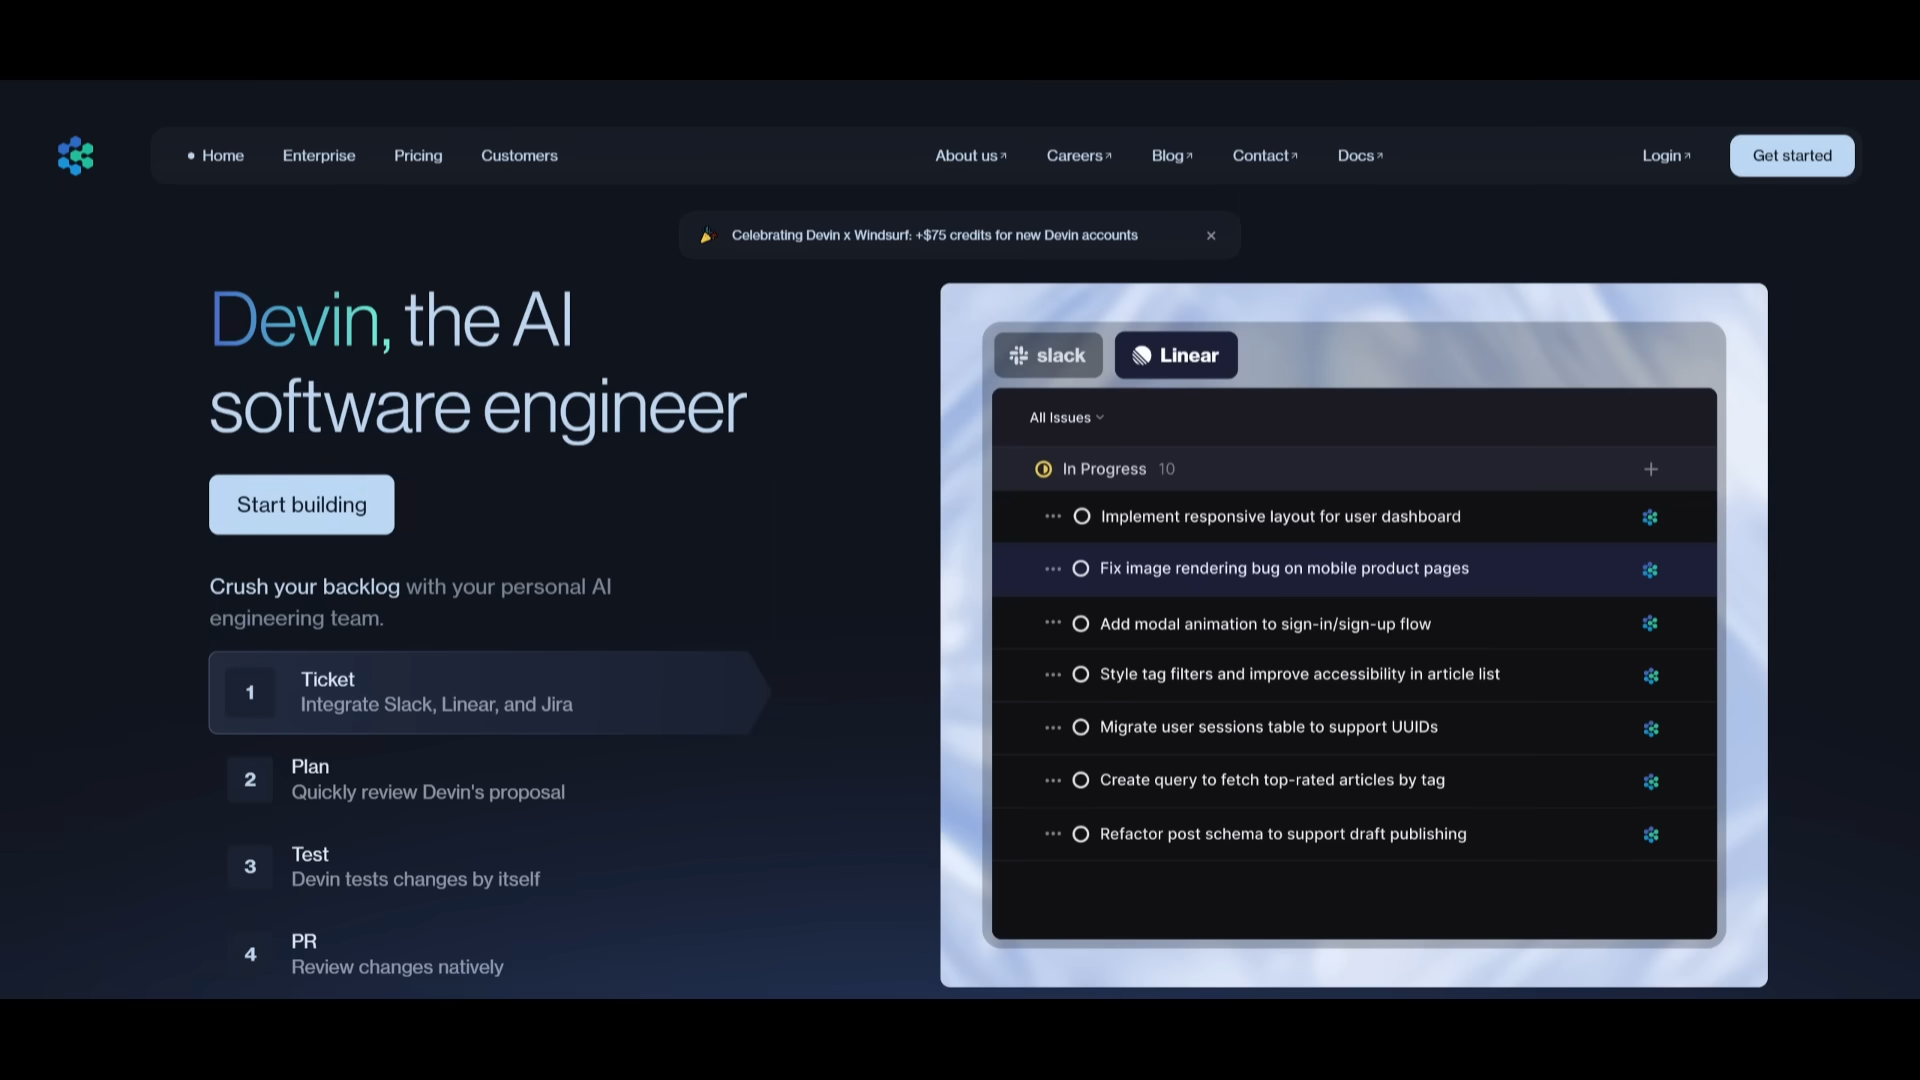 Home
Enterprise
Pricing
Customers
About us
Careers
Blog
Contact
Docs
Login
Get started
Celebrating Devin x Windsurf: +$75 credits for new Devin accounts
Devin, the AI
software engineer
Start building
Crush your backlog with your personal AI
engineering team.
1
Ticket
Integrate Slack, Linear, and Jira
2
Plan
Quickly review Devin's proposal
3
Test
Devin tests changes by itself
4
PR
Review changes natively
slack
Linear
All Issues
In Progress 10
Implement responsive layout for user dashboard
Fix image rendering bug on mobile product pages
Add modal animation to sign-in/sign-up flow
Style tag filters and improve accessibility in article list
Migrate user sessions table to support UUIDs
Create query to fetch top-rated articles by tag
Refactor post schema to support draft publishing